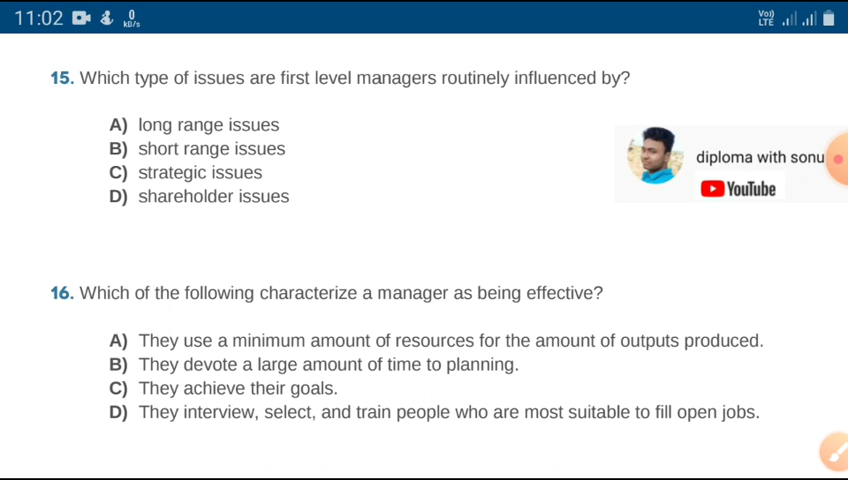 11:02 0 kB/s Vo)) LTE
15. Which type of issues are first level managers routinely influenced by?
A) long range issues
B) short range issues
C) strategic issues
D) shareholder issues
diploma with sonu
YouTube
16. Which of the following characterize a manager as being effective?
A) They use a minimum amount of resources for the amount of outputs produced.
B) They devote a large amount of time to planning.
C) They achieve their goals.
D) They interview, select, and train people who are most suitable to fill open jobs.